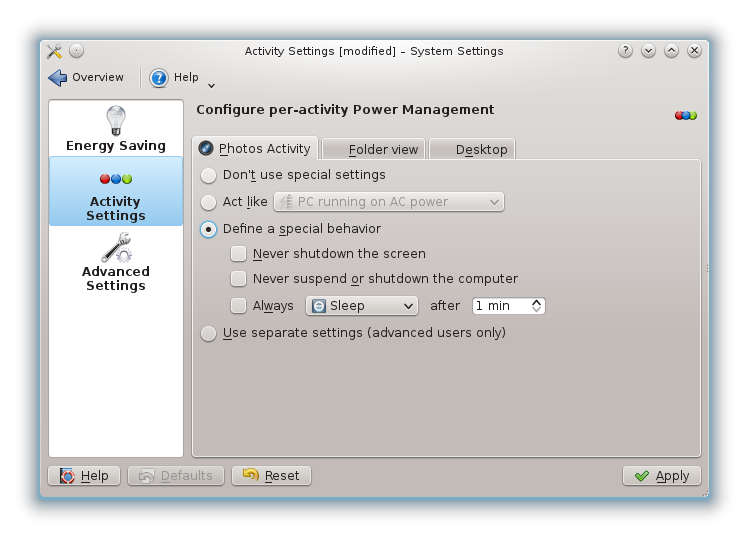 Activity Settings [modified] – System Settings
Overview
Help
Energy Saving
Activity
Settings
Advanced
Settings
Configure per-activity Power Management
Photos Activity
Folder view
Desktop
Don't use special settings
Act like
PC running on AC power
Define a special behavior
Never shutdown the screen
Never suspend or shutdown the computer
Always
Sleep
after
1 min
Use separate settings (advanced users only)
Help
Defaults
Reset
Apply